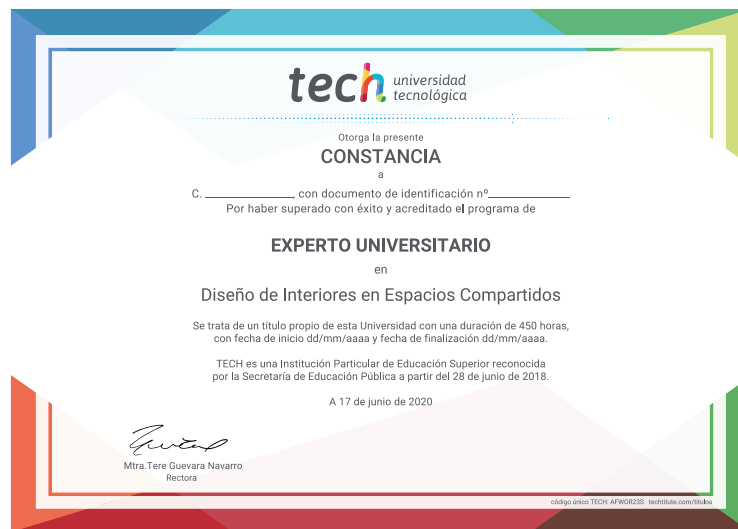 tech universidad
tecnológica
Otorga la presente
CONSTANCIA
a
C. ______________, con documento de identificación nº______________
Por haber superado con éxito y acreditado el programa de
EXPERTO UNIVERSITARIO
en
Diseño de Interiores en Espacios Compartidos
Se trata de un título propio de esta Universidad con una duración de 450 horas,
con fecha de inicio dd/mm/aaaa y fecha de finalización dd/mm/aaaa.
TECH es una Institución Particular de Educación Superior reconocida
por la Secretaría de Educación Pública a partir del 28 de junio de 2018.
A 17 de junio de 2020
Mtra.Tere Guevara Navarro
Rectora
código único TECH: AFWOR23S techtitute.com/titulos